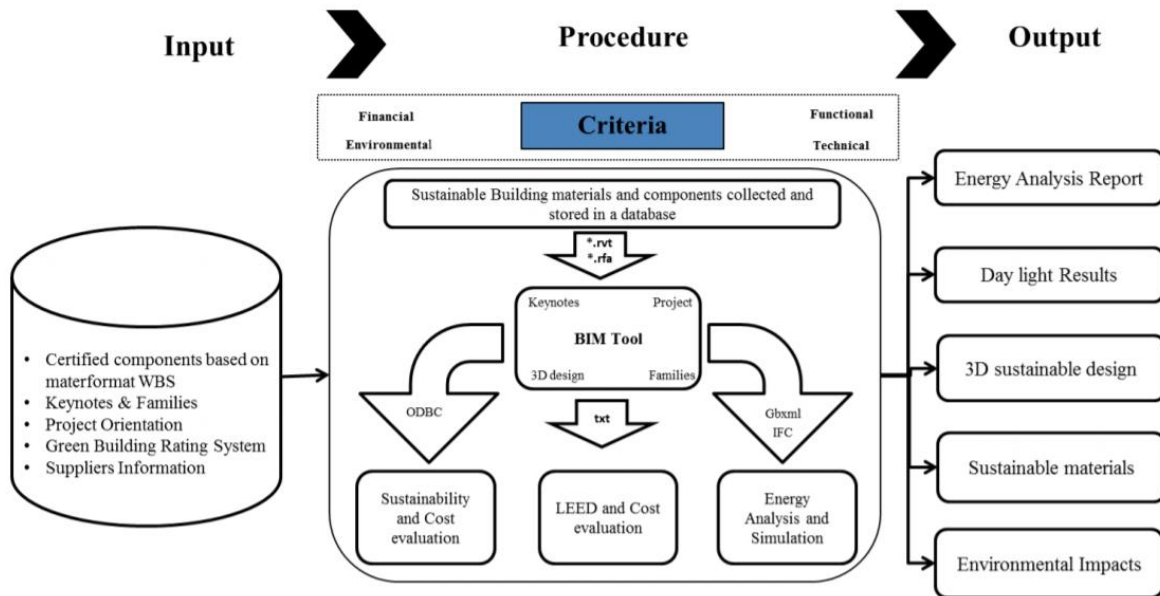 Input
Procedure
Output
Financial
Environmental
Criteria
Functional
Technical
Sustainable Building materials and components collected and
stored in a database
*.rvt
*.rfa
Keynotes
Project
BIM Tool
3D design
Families
ODBC
txt
Gbxml
IFC
Sustainability
and Cost
evaluation
LEED and Cost
evaluation
Energy
Analysis and
Simulation
• Certified components based on
materformat WBS
• Keynotes & Families
• Project Orientation
• Green Building Rating System
• Suppliers Information
Energy Analysis Report
Day light Results
3D sustainable design
Sustainable materials
Environmental Impacts